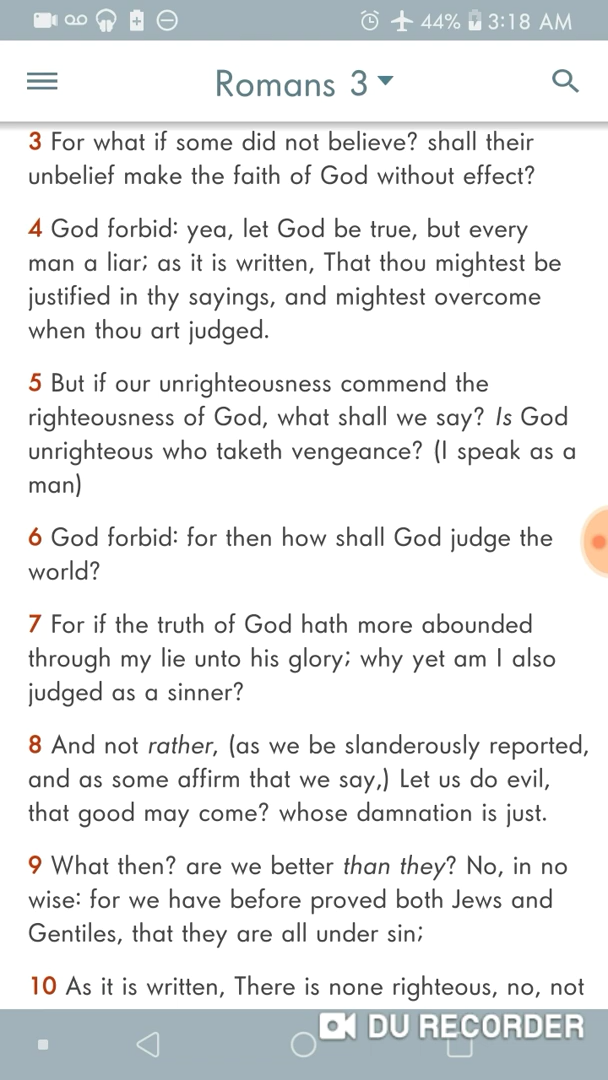 44% 3:18 AM
Romans 3
3 For what if some did not believe? shall their
unbelief make the faith of God without effect?
4 God forbid: yea, let God be true, but every
man a liar; as it is written, That thou mightest be
justified in thy sayings, and mightest overcome
when thou art judged.
5 But if our unrighteousness commend the
righteousness of God, what shall we say? Is God
unrighteous who taketh vengeance? (I speak as a
man)
6 God forbid: for then how shall God judge the
world?
7 For if the truth of God hath more abounded
through my lie unto his glory; why yet am I also
judged as a sinner?
8 And not rather, (as we be slanderously reported,
and as some affirm that we say,) Let us do evil,
that good may come? whose damnation is just.
9 What then? are we better than they? No, in no
wise: for we have before proved both Jews and
Gentiles, that they are all under sin;
10 As it is written, There is none righteous, no, not
DU RECORDER